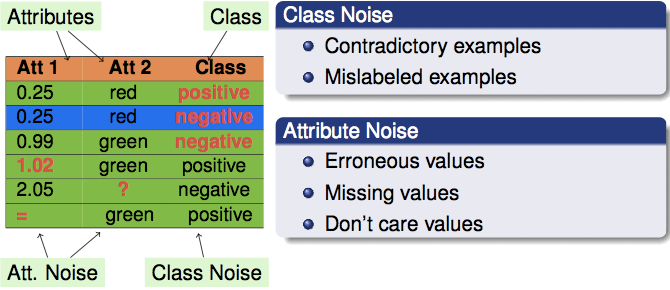 Attributes Class
Att 1 Att 2 Class
0.25 red positive
0.25 red negative
0.99 green negative
1.02 green positive
2.05 ? negative
= green positive
Att. Noise Class Noise
Class Noise
Contradictory examples
Mislabeled examples
Attribute Noise
Erroneous values
Missing values
Don't care values